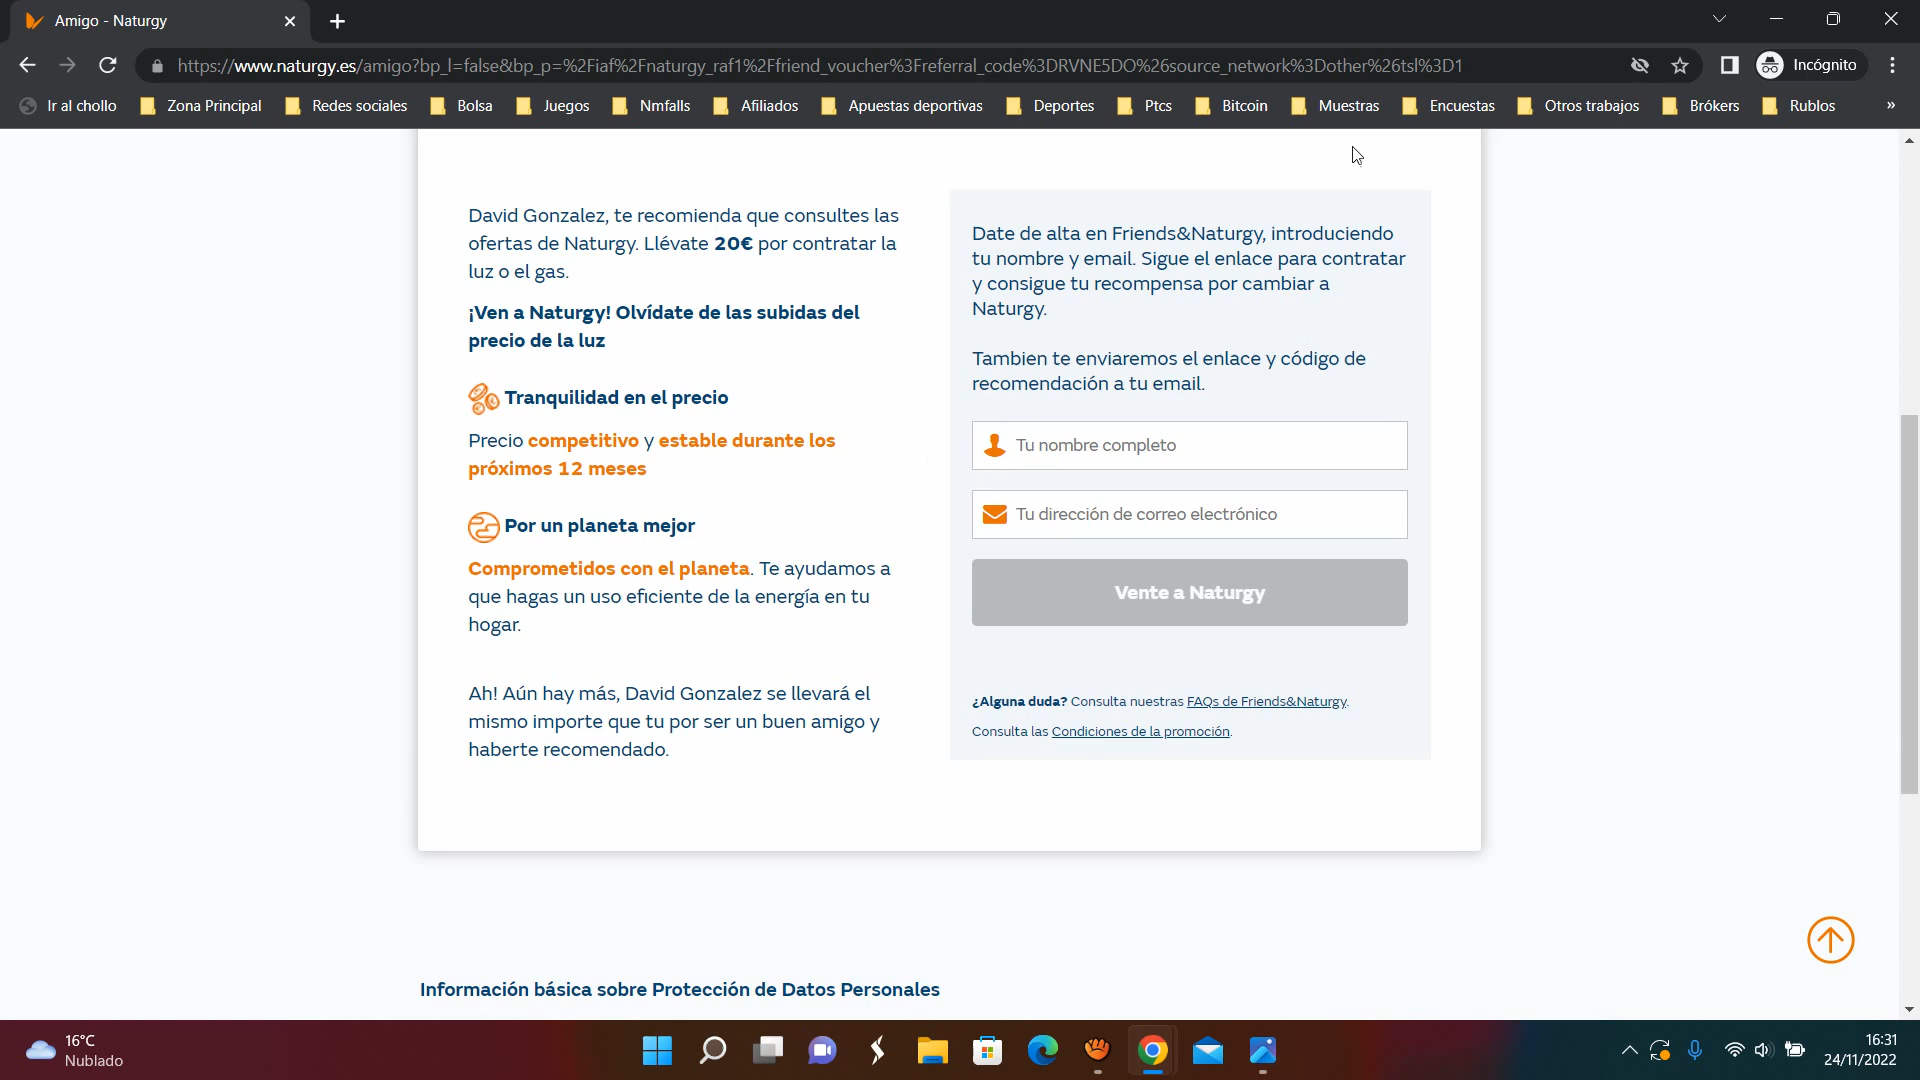 Amigo - Naturgy
https://www.naturgy.es/amigo?bp_l=false&bp_p=%2Fiaf%2Fnaturgy_raf1%2Ffriend_voucher%3Freferral_code%3DRVNE5DO%26source_network%3Dother%26tsl%3D1
Incógnito
Ir al chollo Zona Principal Redes sociales Bolsa Juegos Nmfalls Afiliados Apuestas deportivas Deportes Ptcs Bitcoin Muestras Encuestas Otros trabajos Brókers Rublos »
David Gonzalez, te recomienda que consultes las
ofertas de Naturgy. Llévate 20€ por contratar la
luz o el gas.
¡Ven a Naturgy! Olvídate de las subidas del
precio de la luz
Tranquilidad en el precio
Precio competitivo y estable durante los
próximos 12 meses
Por un planeta mejor
Comprometidos con el planeta. Te ayudamos a
que hagas un uso eficiente de la energía en tu
hogar.
Ah! Aún hay más, David Gonzalez se llevará el
mismo importe que tu por ser un buen amigo y
haberte recomendado.
Date de alta en Friends&Naturgy, introduciendo
tu nombre y email. Sigue el enlace para contratar
y consigue tu recompensa por cambiar a
Naturgy.
Tambien te enviaremos el enlace y código de
recomendación a tu email.
Tu nombre completo
Tu dirección de correo electrónico
Vente a Naturgy
¿Alguna duda? Consulta nuestras FAQs de Friends&Naturgy.
Consulta las Condiciones de la promoción.
Información básica sobre Protección de Datos Personales
16°C
Nublado
16:31
24/11/2022